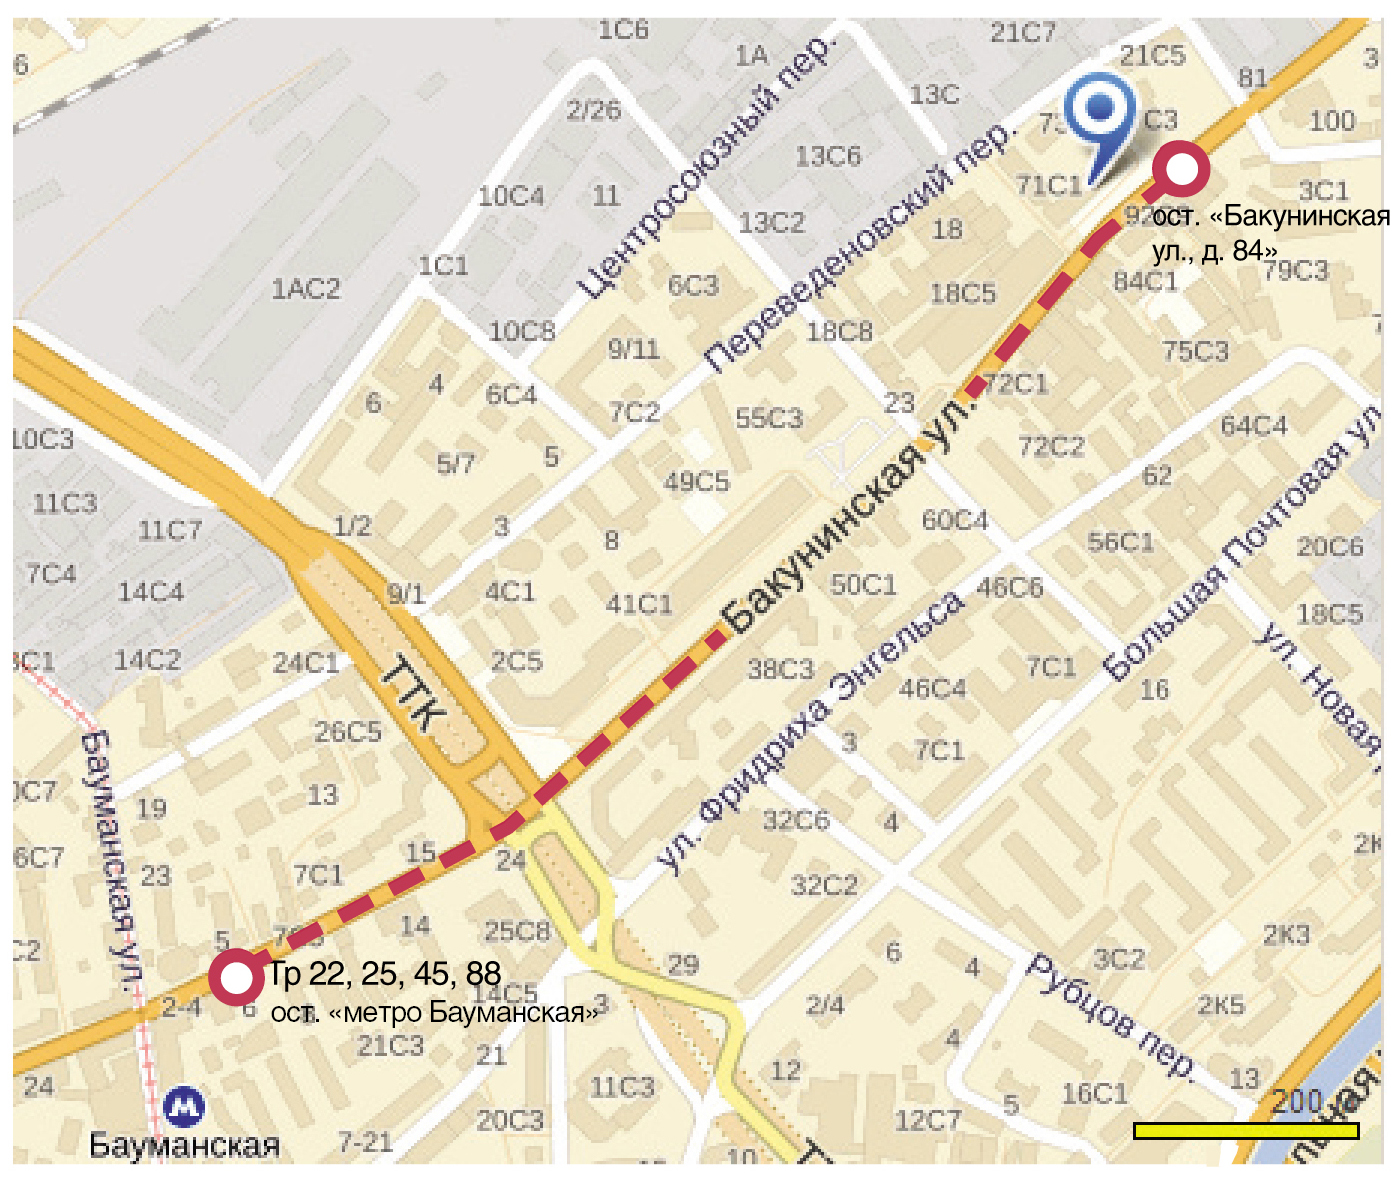 1С6
21С7
1А
21С5
6
3
81
13С
2/26
100
С3
Центросоюзный пер.
Переведеновский пер.
13С6
71С1
3С1
10С4
11
ост. «Бакунинская
ул., д. 84»
13С2
18
1С1
79С3
84С1
1АС2
6С3
18С5
10С8
18С8
9/11
75С3
72С1
4
6С4
6
23
7С2
55С3
64С4
10С3
72С2
5
5/7
62
49С5
11С3
60С4
1/2
3
11С7
8
56С1
20С6
7С4
50С1
46С6
14С4
9/1
4С1
41С1
18С5
Бакунинская ул.
Большая Почтовая ул
ул. Новая
14С2
24С1
2С5
38С3
7С1
46С4
16
ТТК
ул. Фридриха Энгельса
26С5
3
7С1
13
19
32С6
4
15
24
6С7
7С1
23
32С2
Бауманская ул.
14
25С8
2К3
5
6
4
3С2
29
Тр 22, 25, 45, 88
ост. «метро Бауманская»
14С5
3
2-4
6
2/4
2К5
Рубцов пер.
21С3
21
4
12
13
24
11С3
16С1
5
200
20С3
12С7
7-21
Бауманская
10